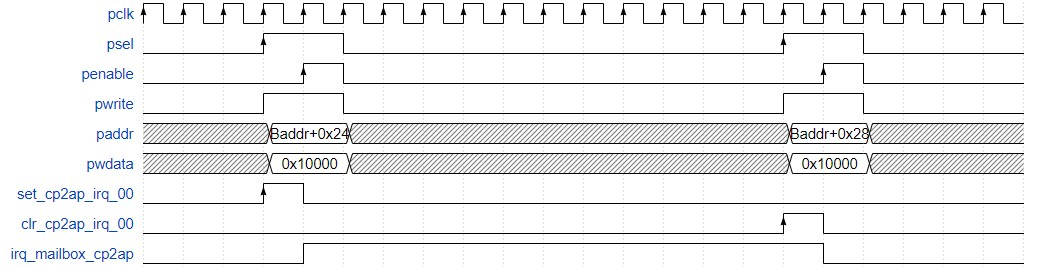 pclk
psel
penable
pwrite
paddr Baddr+0x24 Baddr+0x28
pwdata 0x10000 0x10000
set_cp2ap_irq_00
clr_cp2ap_irq_00
irq_mailbox_cp2ap